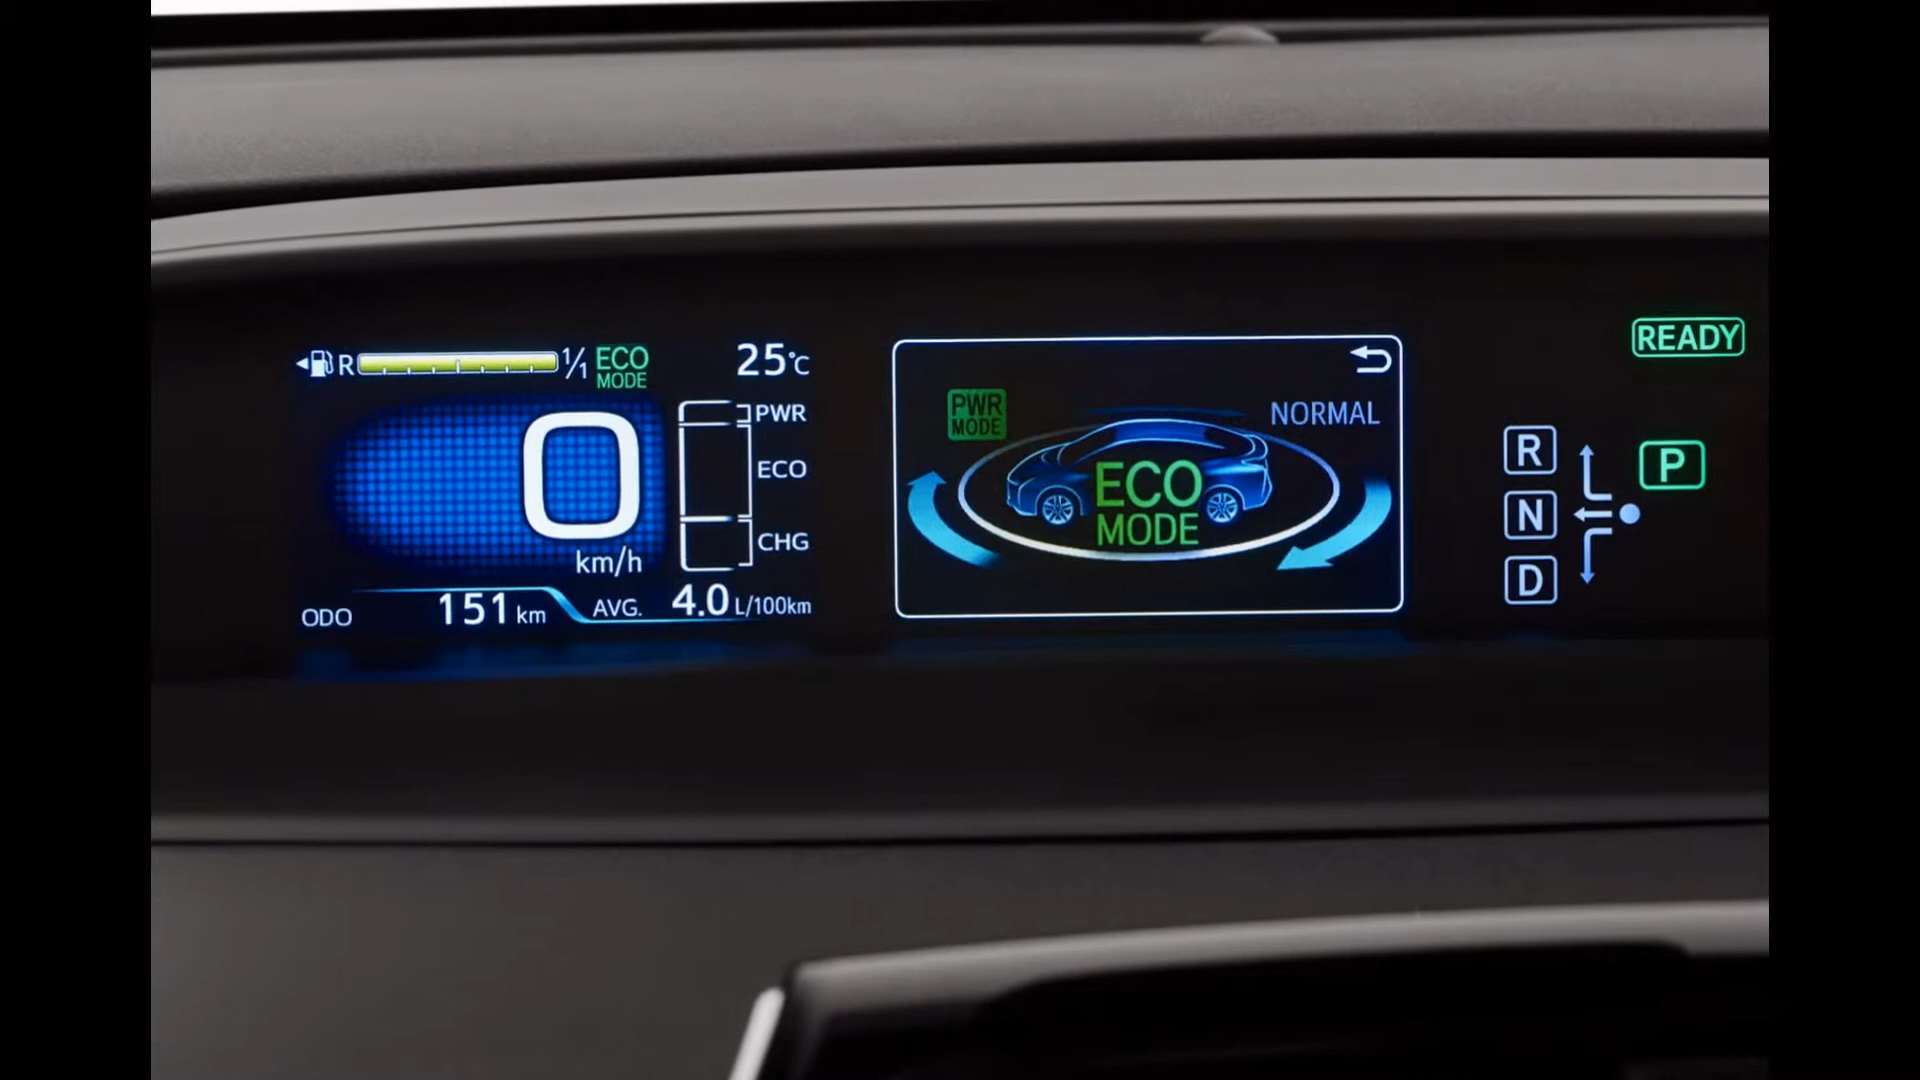 R 1/1 ECO MODE 25°C
PWR
0
ECO
km/h
CHG
ODO 151 km AVG. 4.0 L/100km
PWR
MODE
NORMAL
ECO
MODE
READY
R
P
N
D